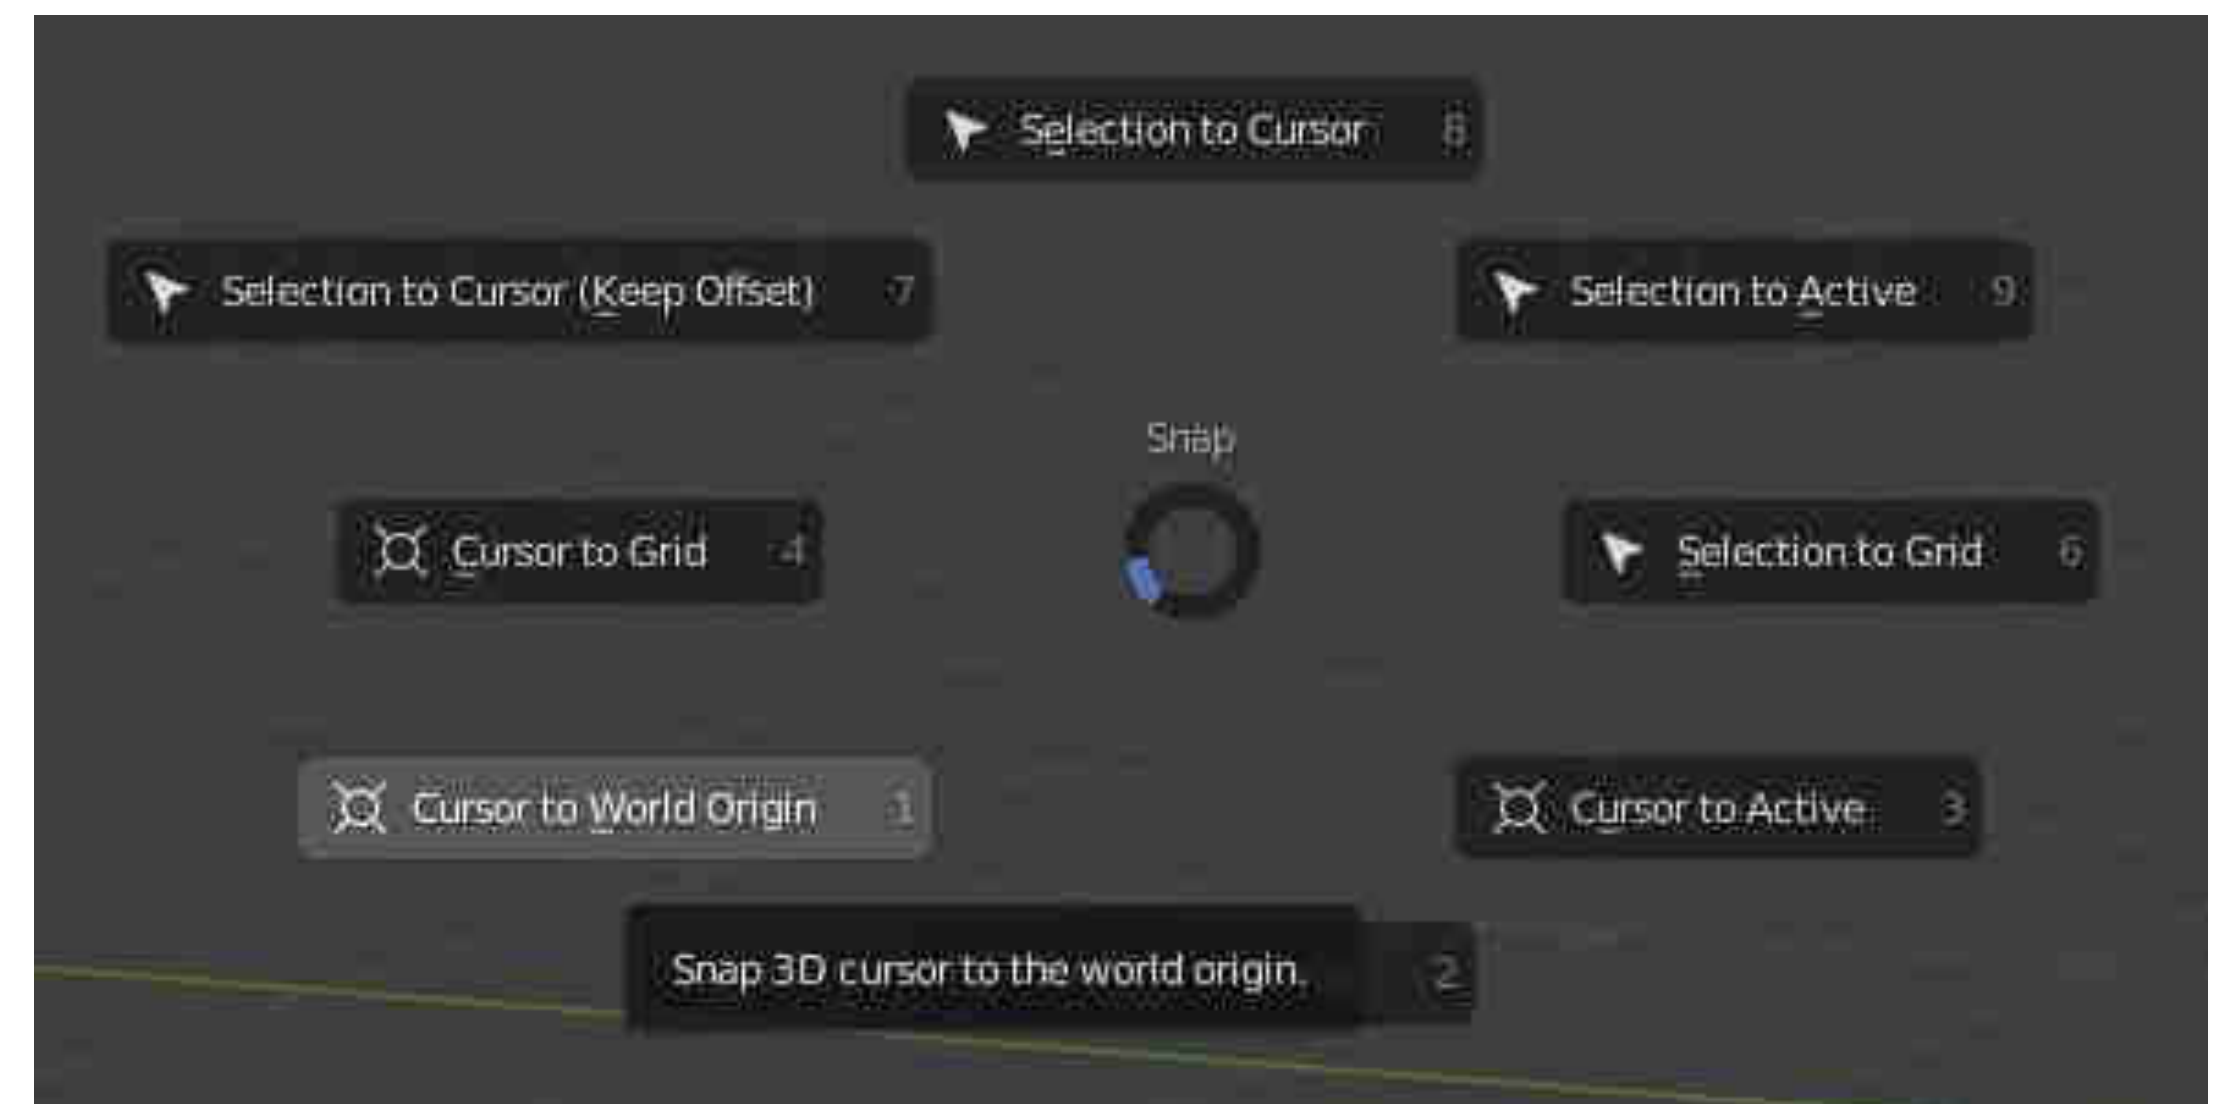 Selection to Cursor 8
Selection to Cursor (Keep Offset) 7
Selection to Active 9
Snap
Cursor to Grid 4
Selection to Grid 6
Cursor to World Origin 1
Cursor to Active 3
Snap 3D cursor to the world origin. 2